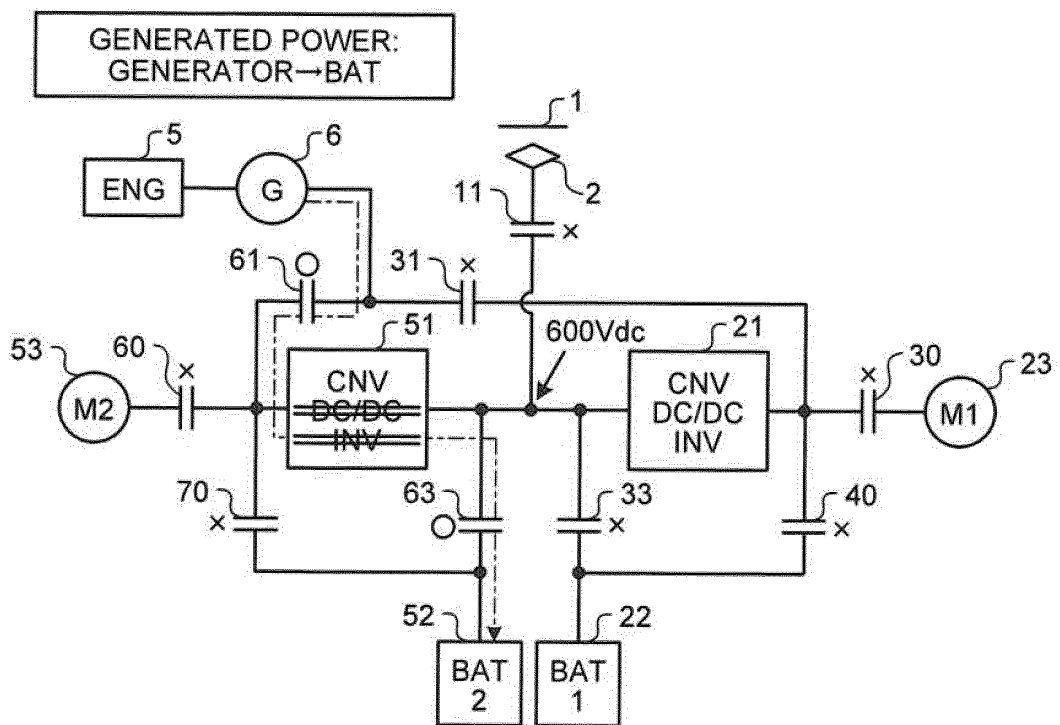 GENERATED POWER:
GENERATOR→BAT
1
5
6
ENG
G
2
11
×
61
○
31
×
51
600Vdc
21
53
60
×
30
×
23
M2
CNV
DC/DC
INV
CNV
DC/DC
INV
M1
70
×
63
○
33
×
40
×
52
22
BAT
2
BAT
1